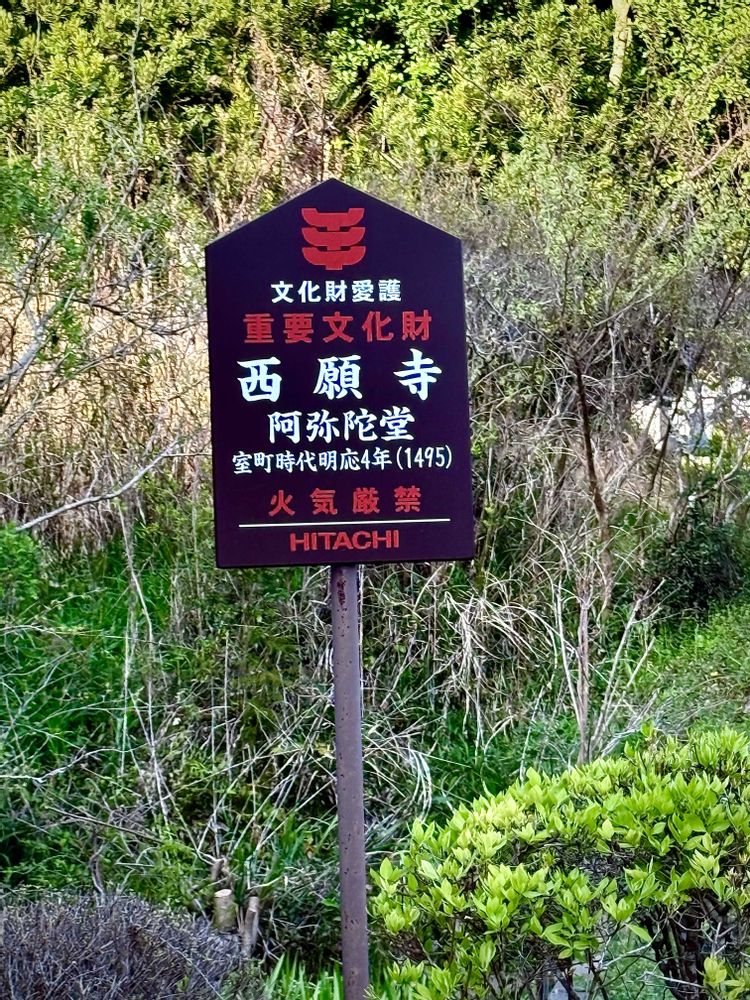 文化財愛護
重要文化財
西願寺
阿弥陀堂
室町時代明応4年(1495)
火気厳禁
HITACHI